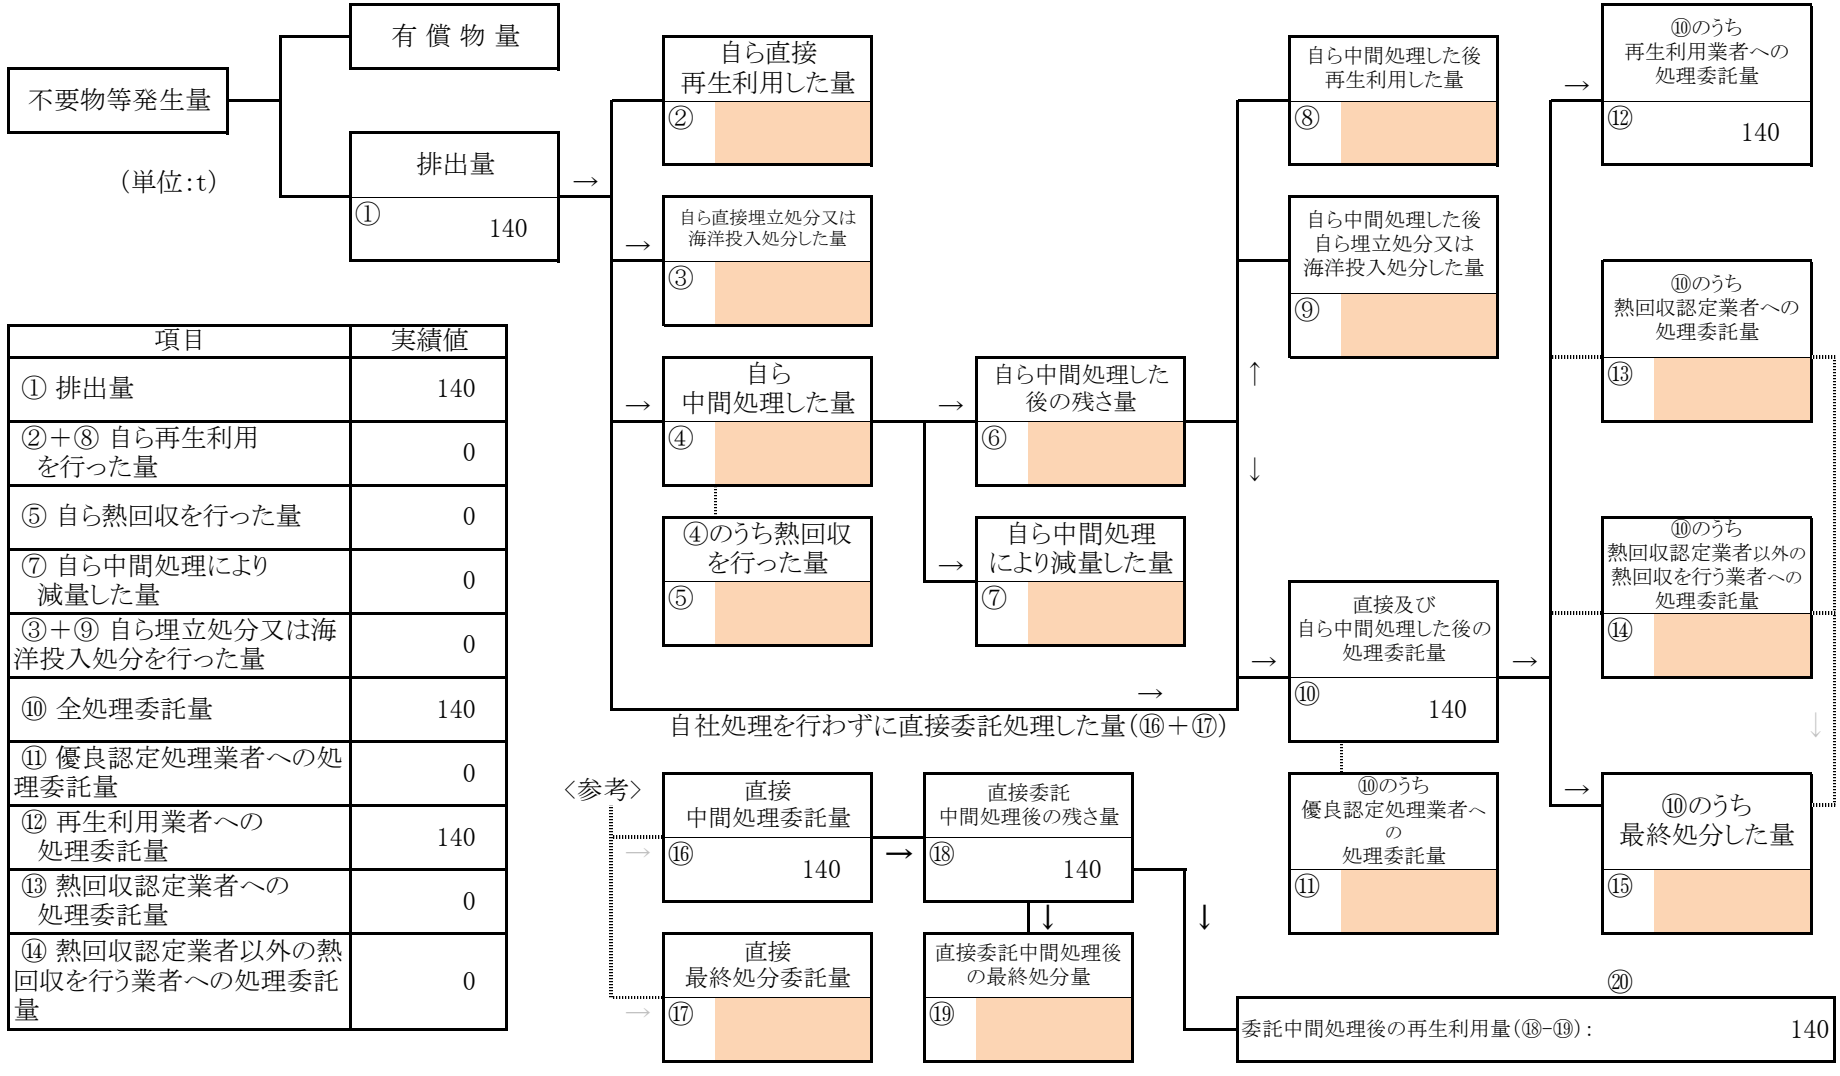 有 償 物 量
不要物等発生量
(単位:t)
排出量
→
①
140
自ら直接
再生利用した量
②
→
自ら直接埋立処分又は
海洋投入処分した量
③
→
自ら
中間処理した量
④
④のうち熱回収
を行った量
⑤
→
自ら中間処理した
後の残さ量
⑥
→
自ら中間処理
により減量した量
⑦
自ら中間処理した後
再生利用した量
⑧
自ら中間処理した後
自ら埋立処分又は
海洋投入処分した量
⑨
↑
↓
→
自社処理を行わずに直接委託処理した量(⑯+⑰)
→
直接及び
自ら中間処理した後の
処理委託量
⑩
140
→
⑩のうち
優良認定処理業者へ
の
処理委託量
⑪
→
⑩のうち
再生利用業者への
処理委託量
⑫
140
⑩のうち
熱回収認定業者への
処理委託量
⑬
⑩のうち
熱回収認定業者以外の
熱回収を行う業者への
処理委託量
⑭
↓
→
⑩のうち
最終処分した量
⑮
項目 実績値
① 排出量 140
②+⑧ 自ら再生利用
を行った量 0
⑤ 自ら熱回収を行った量 0
⑦ 自ら中間処理により
減量した量 0
③+⑨ 自ら埋立処分又は海
洋投入処分を行った量 0
⑩ 全処理委託量 140
⑪ 優良認定処理業者への処
理委託量 0
⑫ 再生利用業者への
処理委託量 140
⑬ 熱回収認定業者への
処理委託量 0
⑭ 熱回収認定業者以外の熱
回収を行う業者への処理委託
量 0
<参考>
→
直接
中間処理委託量
⑯
140
→
直接委託
中間処理後の残さ量
⑱
140
↓
↓
→
直接
最終処分委託量
⑰
直接委託中間処理後
の最終処分量
⑲
⑳
委託中間処理後の再生利用量(⑱-⑲): 140